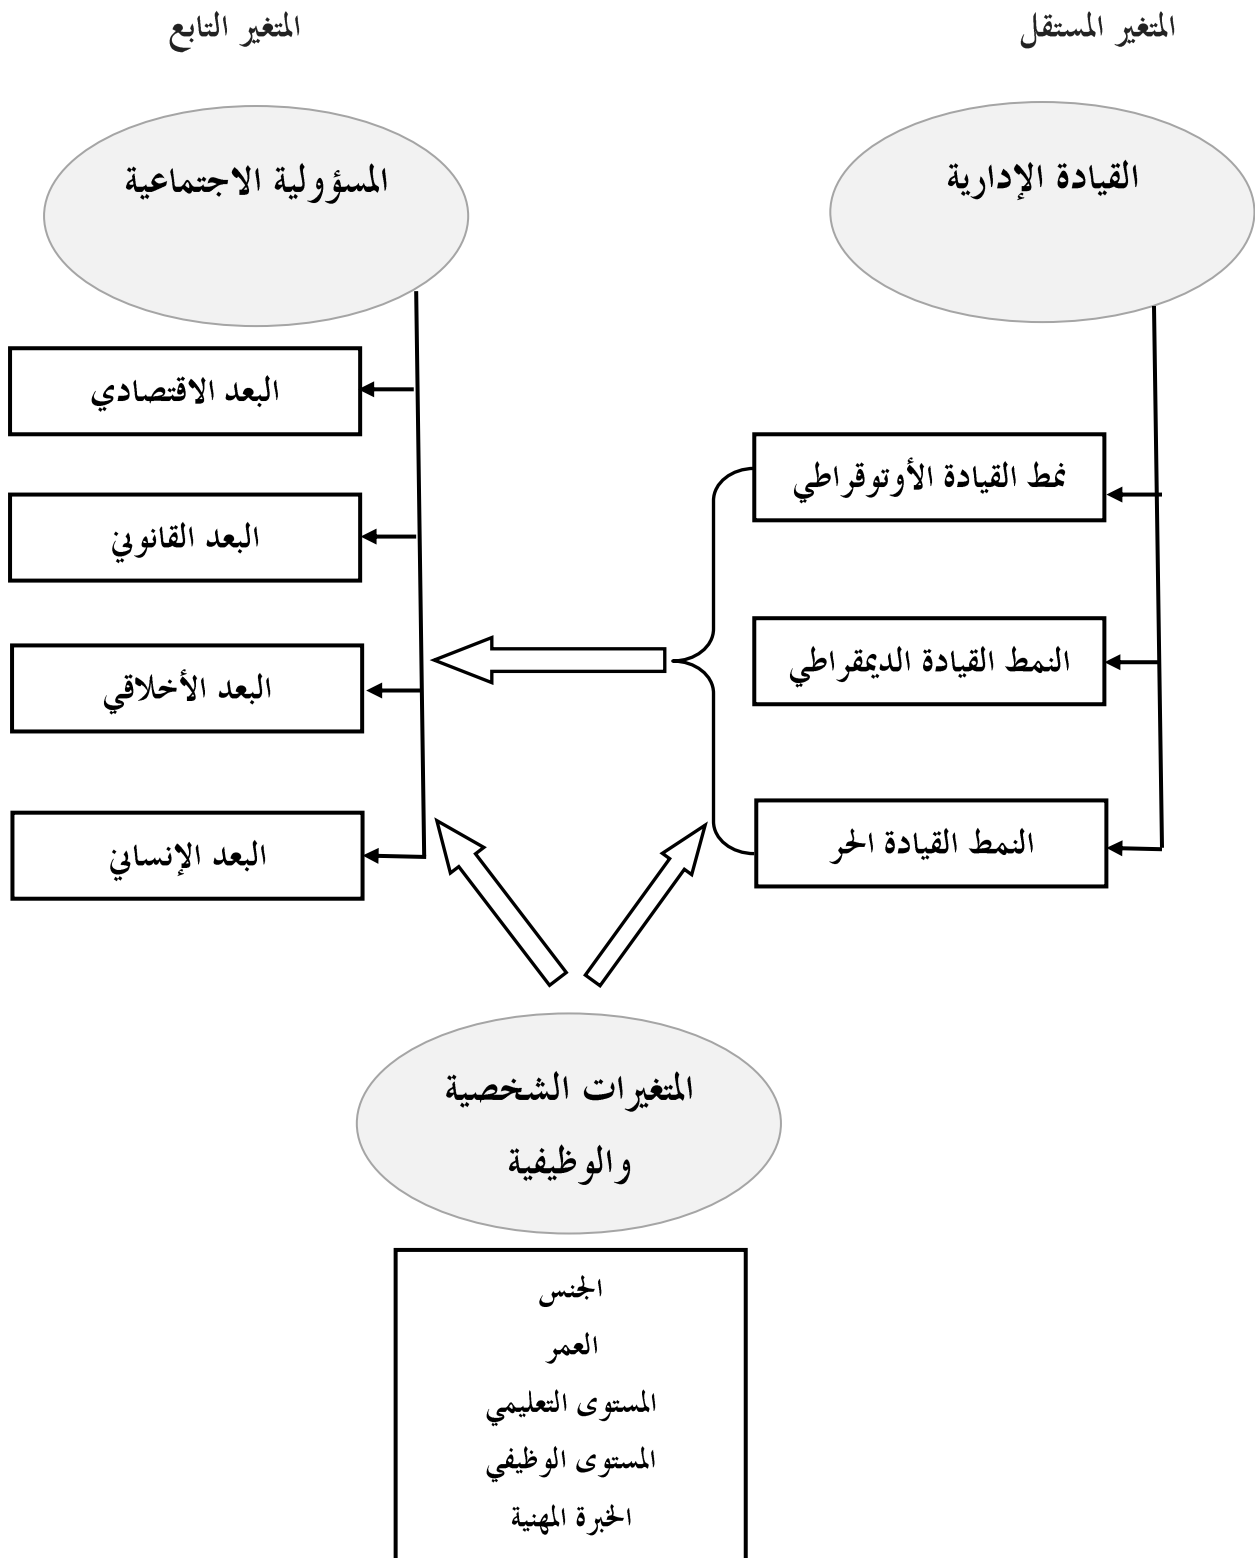 المتغير المستقل
المتغير التابع
القيادة الإدارية
المسؤولية الاجتماعية
نمط القيادة الأوتوقراطي
النمط القيادة الديمقراطي
النمط القيادة الحر
البعد الاقتصادي
البعد القانوني
البعد الأخلاقي
البعد الإنساني
المتغيرات الشخصية
والوظيفية
الجنس
العمر
المستوى التعليمي
المستوى الوظيفي
الخبرة المهنية